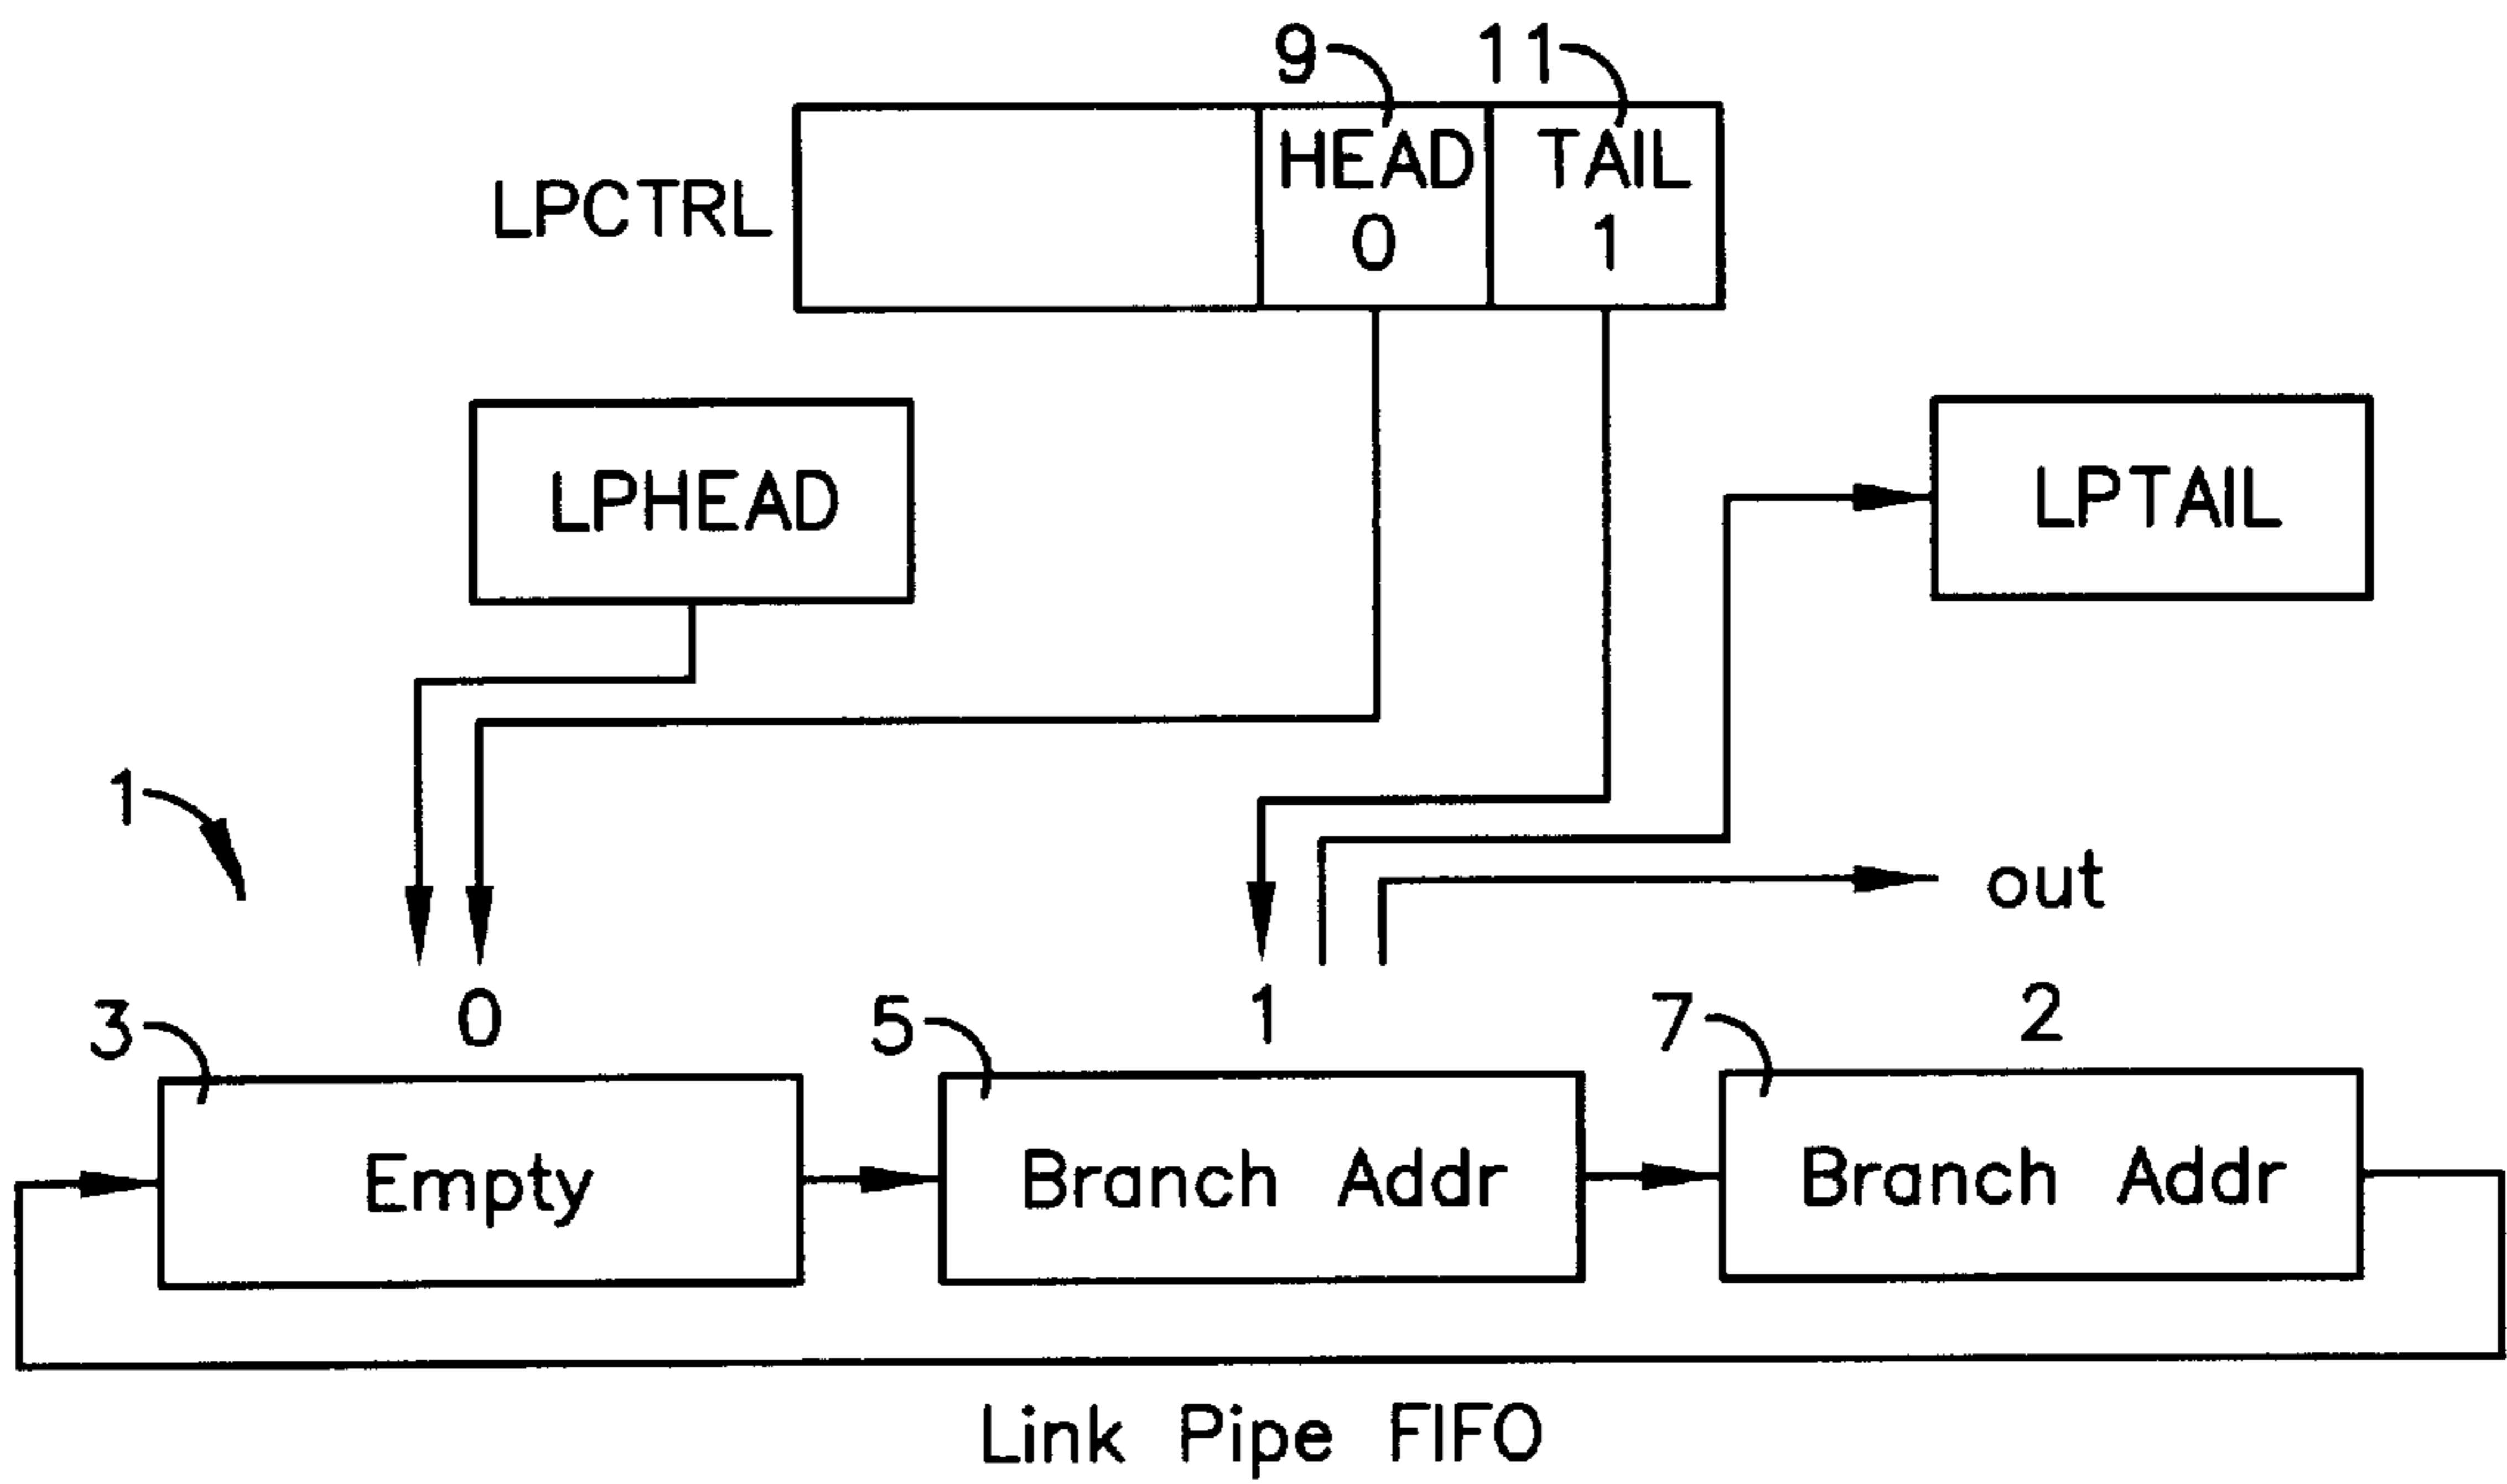 9 11
HEAD TAIL
LPCTRL
0 1
LPHEAD
LPTAIL
1
out
3 0 5 1 7 2
Empty
Branch Addr
Branch Addr
Link Pipe FIFO